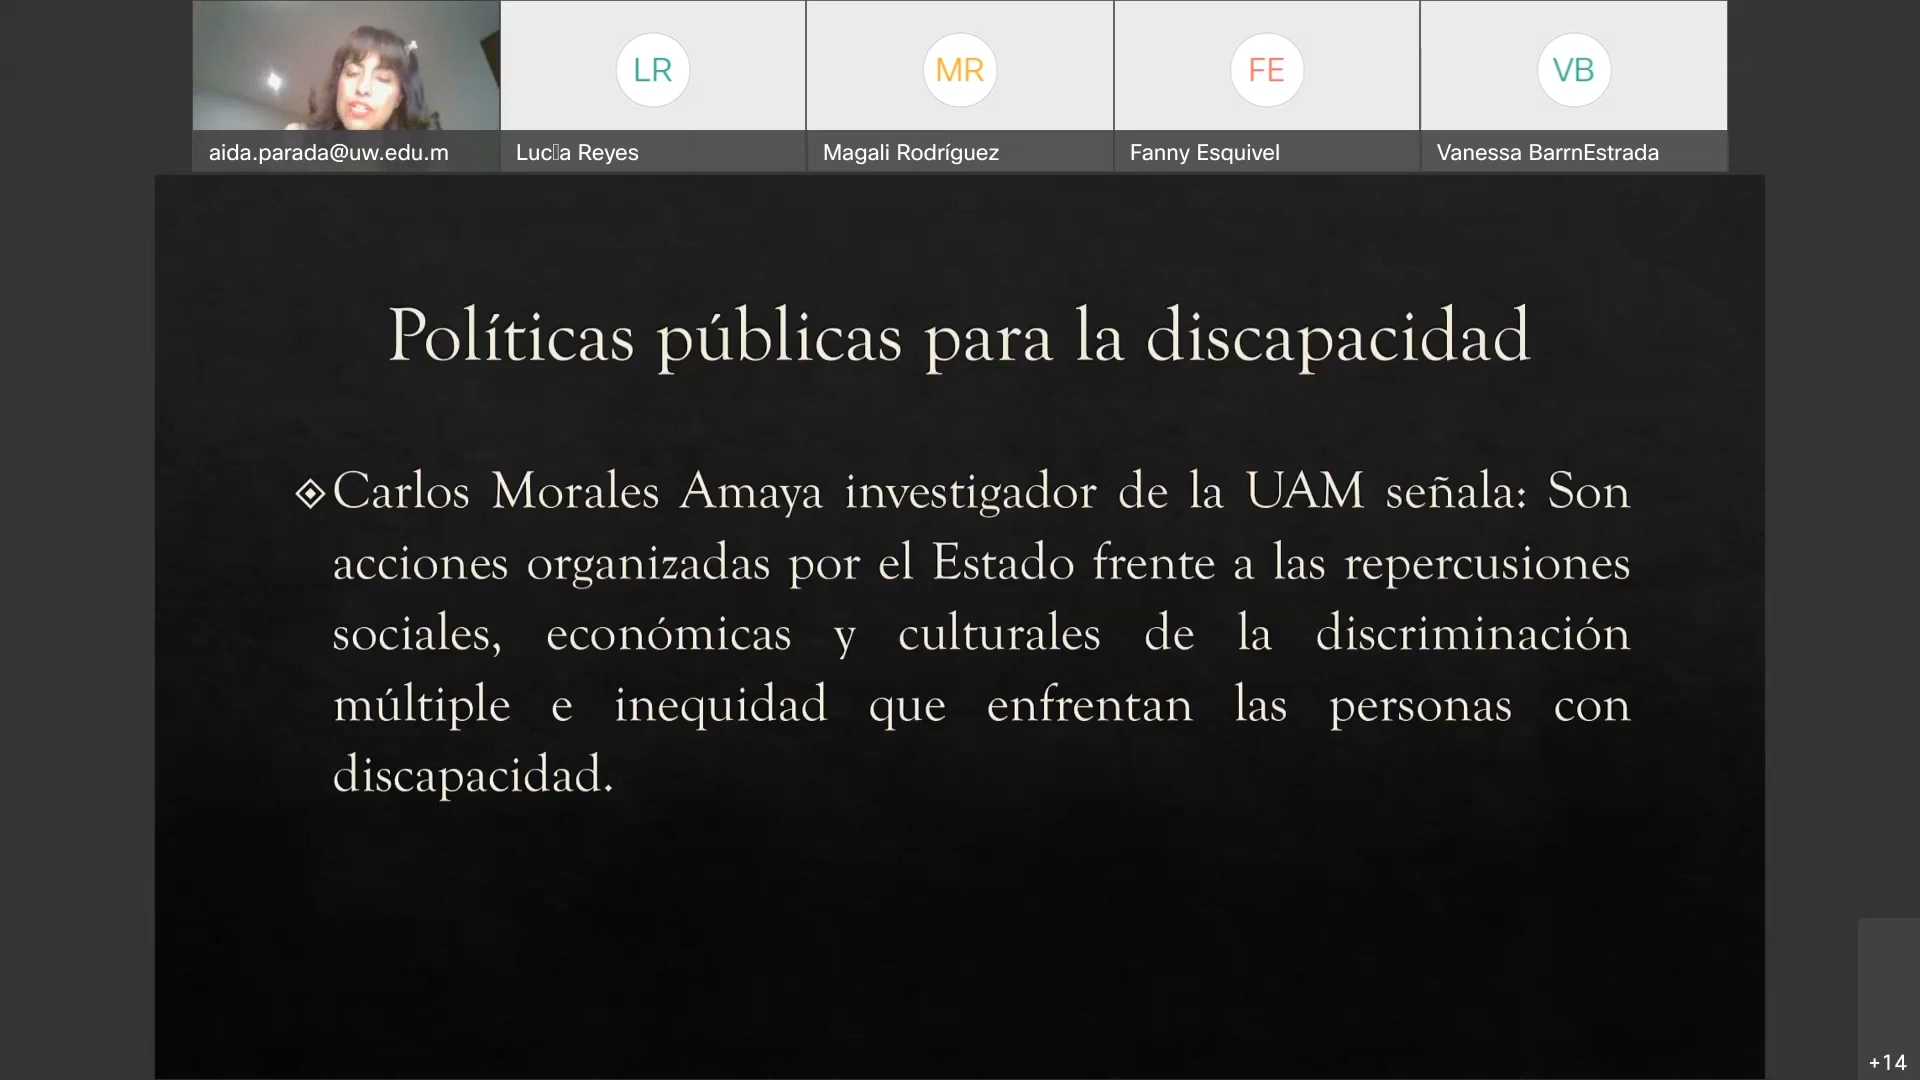 LR
MR
FE
VB
aida.parada@uw.edu.m
Luc▯a Reyes
Magali Rodríguez
Fanny Esquivel
Vanessa BarrnEstrada
Políticas públicas para la discapacidad
Carlos Morales Amaya investigador de la UAM señala: Son
acciones organizadas por el Estado frente a las repercusiones
sociales, económicas y culturales de la discriminación
múltiple e inequidad que enfrentan las personas con
discapacidad.
+14